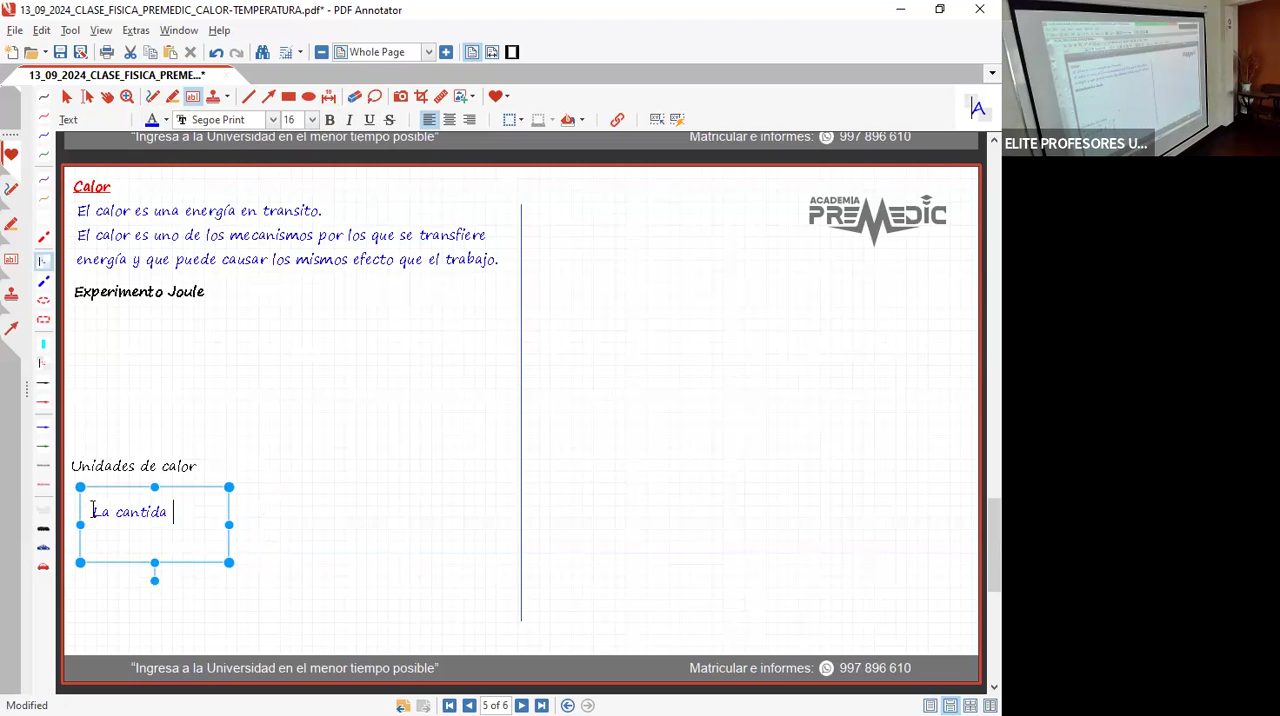 13_09_2024_CLASE_FISICA_PREMEDIC_CALOR-TEMPERATURA.pdf* - PDF Annotator
File Edit Tool View Extras Window Help
Whole Page
13_09_2024_CLASE_FISICA_PREME...*
Text
Segoe Print
16
B I U S
A
"Ingresa a la Universidad en el menor tiempo posible" Matricular e informes: 997 896 610
Calor
El calor es una energía en transito.
El calor es uno de los mecanismos por los que se transfiere
energía y que puede causar los mismos efecto que el trabajo.
Experimento Joule
ACADEMIA
PREMEDIC
Unidades de calor
La cantida
"Ingresa a la Universidad en el menor tiempo posible" Matricular e informes: 997 896 610
Modified
5 of 6
ELITE PROFESORES U...